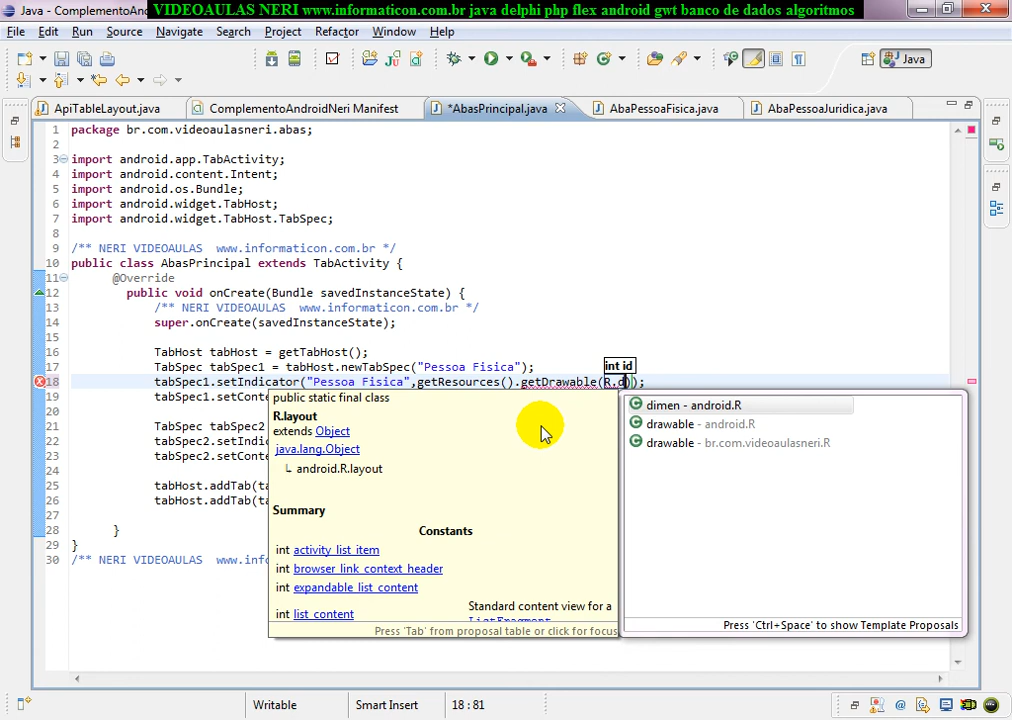 Java - ComplementoAnd
VIDEOAULAS NERI www.informaticon.com.br java delphi php flex android gwt banco de dados algoritmos
File Edit Run Source Navigate Search Project Refactor Window Help
Java
ApiTableLayout.java ComplementoAndroidNeri Manifest *AbasPrincipal.java AbaPessoaFisica.java AbaPessoaJuridica.java
1 package br.com.videoaulasneri.abas;
2
3 import android.app.TabActivity;
4 import android.content.Intent;
5 import android.os.Bundle;
6 import android.widget.TabHost;
7 import android.widget.TabHost.TabSpec;
8
9 /** NERI VIDEOAULAS www.informaticon.com.br */
10 public class AbasPrincipal extends TabActivity {
11 @Override
12 public void onCreate(Bundle savedInstanceState) {
13 /** NERI VIDEOAULAS www.informaticon.com.br */
14 super.onCreate(savedInstanceState);
15
16 TabHost tabHost = getTabHost();
17 TabSpec tabSpec1 = tabHost.newTabSpec("Pessoa Fisica");
int id
18 tabSpec1.setIndicator("Pessoa Fisica",getResources().getDrawable(R.d));
19 tabSpec1.setConte
20
21 TabSpec tabSpec2
22 tabSpec2.setIndic
23 tabSpec2.setConte
24
25 tabHost.addTab(ta
26 tabHost.addTab(ta
27
28 }
29 }
30 /** NERI VIDEOAULAS www.info
public static final class
R.layout
extends Object
java.lang.Object
android.R.layout
Summary
Constants
int activity_list_item
int browser_link_context_header
int expandable_list_content
int list_content Standard content view for a
ListFragment
Press 'Tab' from proposal table or click for focus
dimen - android.R
drawable - android.R
drawable - br.com.videoaulasneri.R
Press 'Ctrl+Space' to show Template Proposals
Writable Smart Insert 18 : 81